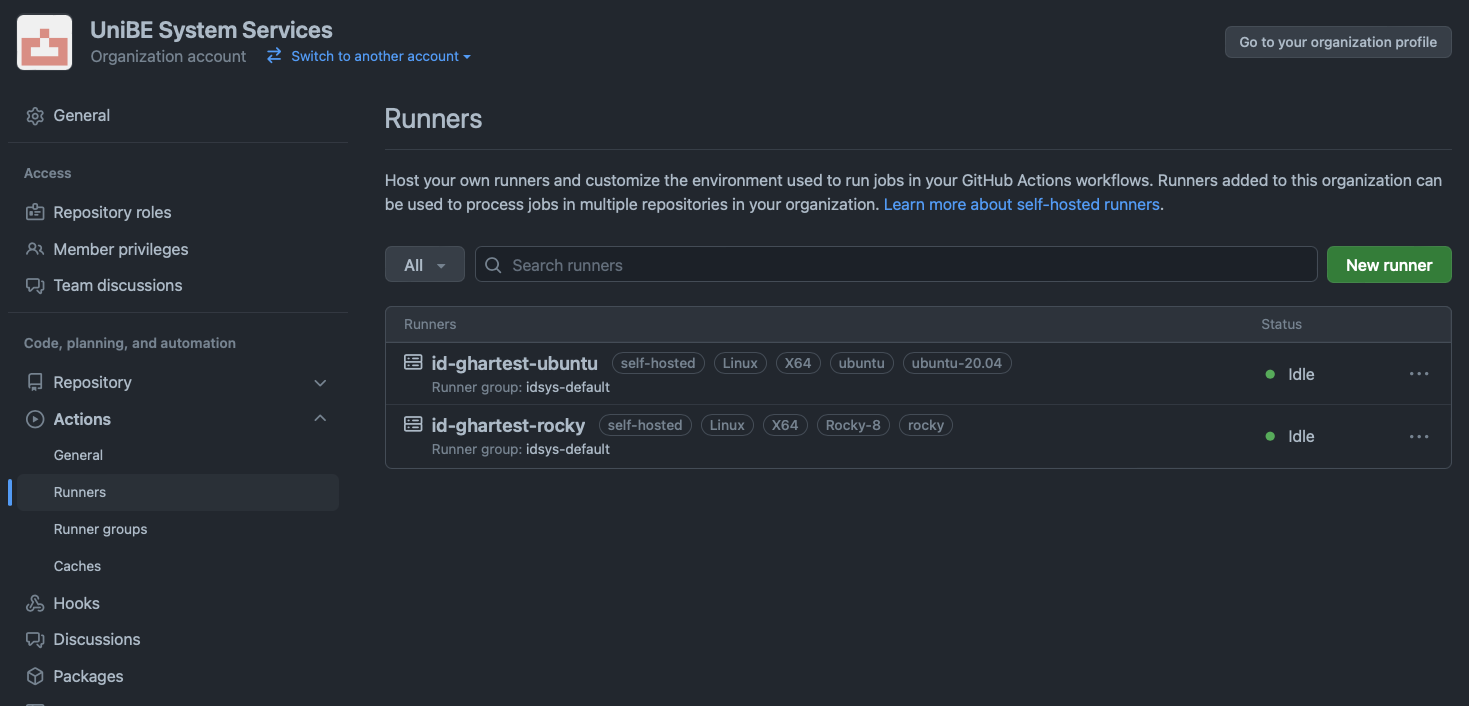 UniBE System Services
Organization account Switch to another account
Go to your organization profile
General
Access
Repository roles
Member privileges
Team discussions
Code, planning, and automation
Repository
Actions
General
Runners
Runner groups
Caches
Hooks
Discussions
Packages
Runners
Host your own runners and customize the environment used to run jobs in your GitHub Actions workflows. Runners added to this organization can
be used to process jobs in multiple repositories in your organization. Learn more about self-hosted runners.
All Search runners New runner
Runners Status
id-ghartest-ubuntu self-hosted Linux X64 ubuntu ubuntu-20.04
Runner group: idsys-default
Idle
id-ghartest-rocky self-hosted Linux X64 Rocky-8 rocky
Runner group: idsys-default
Idle